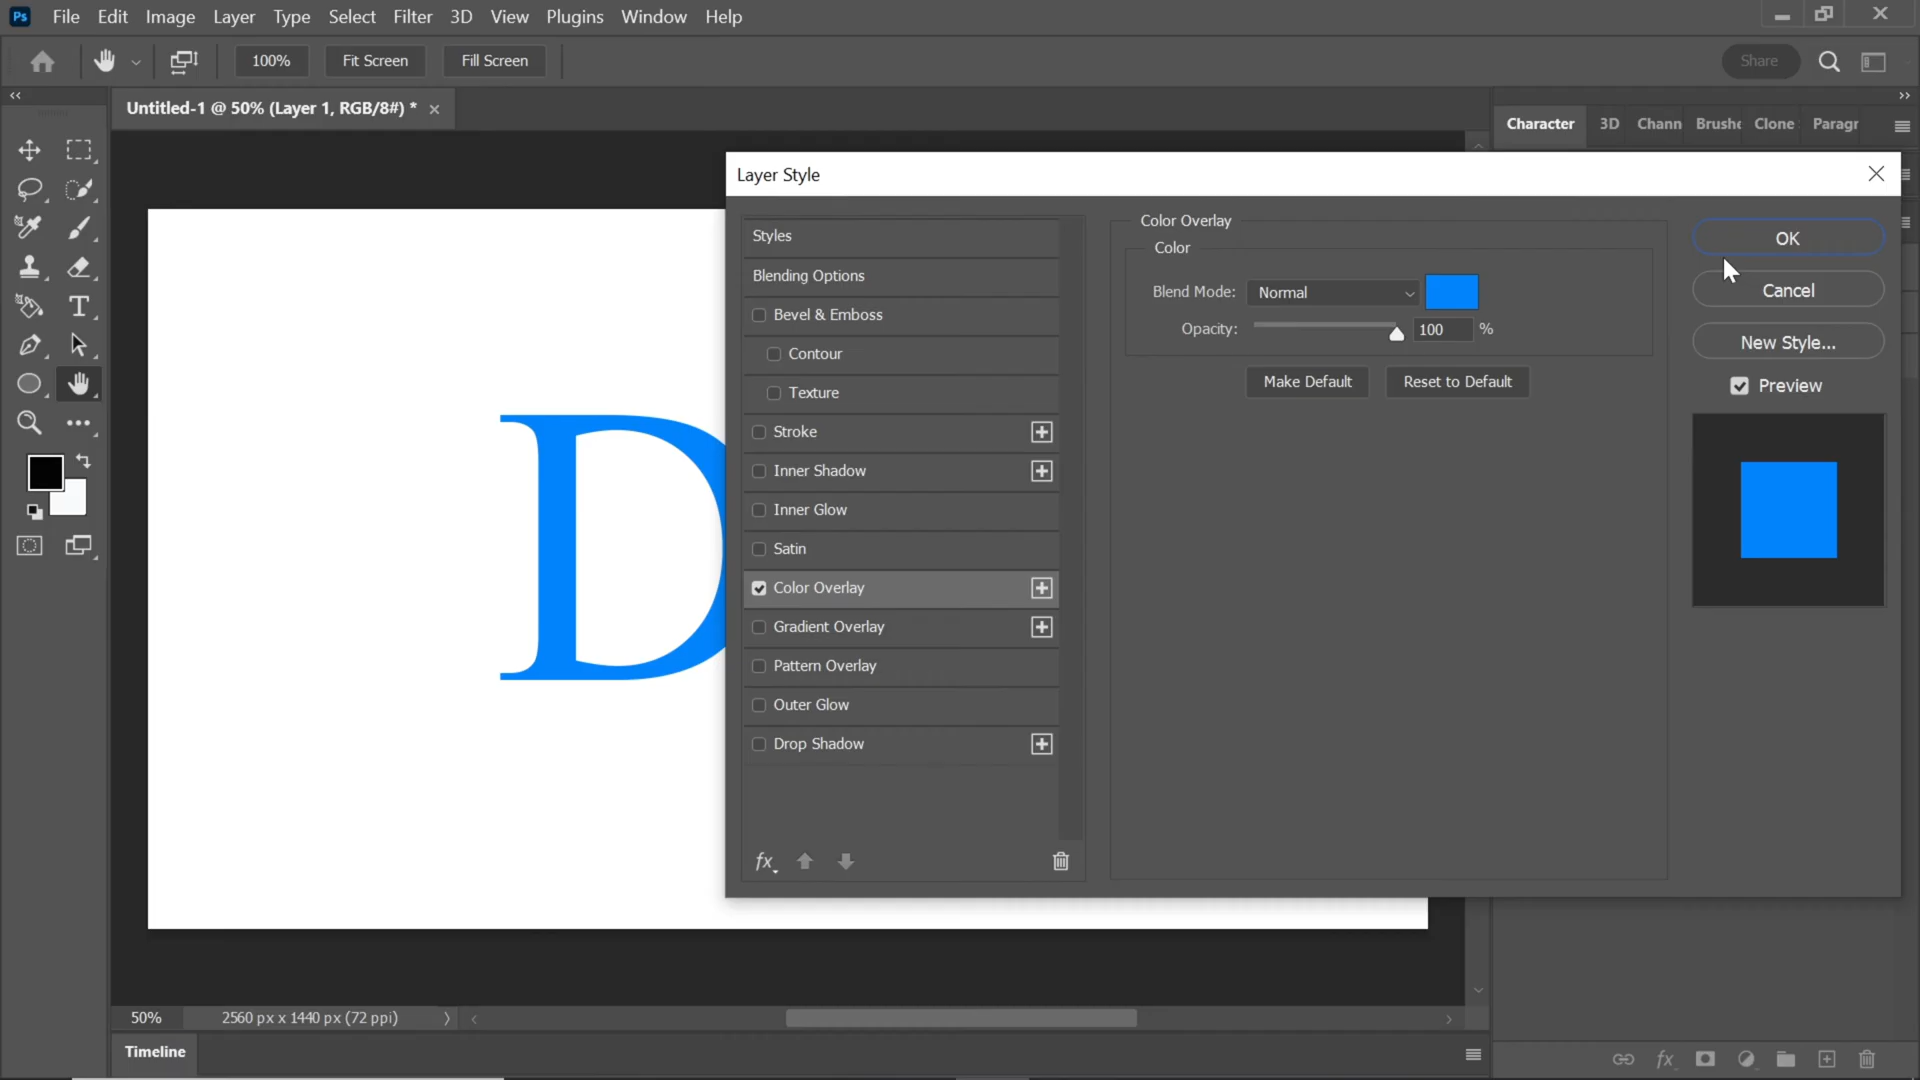 Ps File Edit Image Layer Type Select Filter 3D View Plugins Window Help
100% Fit Screen Fill Screen Share
Untitled-1 @ 50% (Layer 1, RGB/8#) *
Character 3D Chann Brushe Clone Paragr
Layer Style
Styles
Blending Options
Bevel & Emboss
Contour
Texture
Stroke
Inner Shadow
Inner Glow
Satin
Color Overlay
Gradient Overlay
Pattern Overlay
Outer Glow
Drop Shadow
fx
Color Overlay
Color
Blend Mode: Normal
Opacity: 100 %
Make Default Reset to Default
OK
Cancel
New Style...
Preview
D
50% 2560 px x 1440 px (72 ppi)
Timeline
fx
T